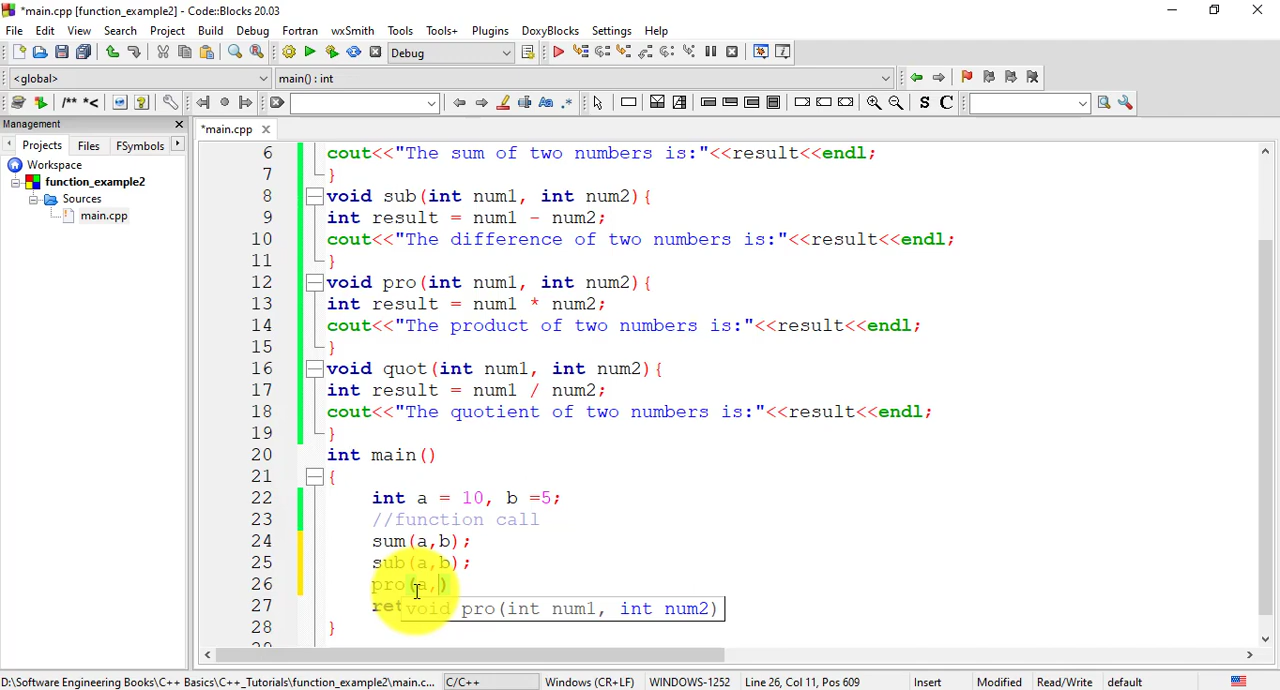 *main.cpp [function_example2] - Code::Blocks 20.03
File Edit View Search Project Build Debug Fortran wxSmith Tools Tools+ Plugins DoxyBlocks Settings Help
Debug
<global> main() : int
/** *<
S C
Management
*main.cpp
Projects Files FSymbols
Workspace
function_example2
Sources
main.cpp
6 cout<<"The sum of two numbers is:"<<result<<endl;
7 }
8 void sub(int num1, int num2){
9 int result = num1 - num2;
10 cout<<"The difference of two numbers is:"<<result<<endl;
11 }
12 void pro(int num1, int num2){
13 int result = num1 * num2;
14 cout<<"The product of two numbers is:"<<result<<endl;
15 }
16 void quot(int num1, int num2){
17 int result = num1 / num2;
18 cout<<"The quotient of two numbers is:"<<result<<endl;
19 }
20 int main()
21 {
22 int a = 10, b =5;
23 //function call
24 sum(a,b);
25 sub(a,b);
26 pro(a,)
27 ret void pro(int num1, int num2)
28 }
D:\Software Engineering Books\C++ Basics\C++_Tutorials\function_example2\main.c... C/C++ Windows (CR+LF) WINDOWS-1252 Line 26, Col 11, Pos 609 Insert Modified Read/Write default